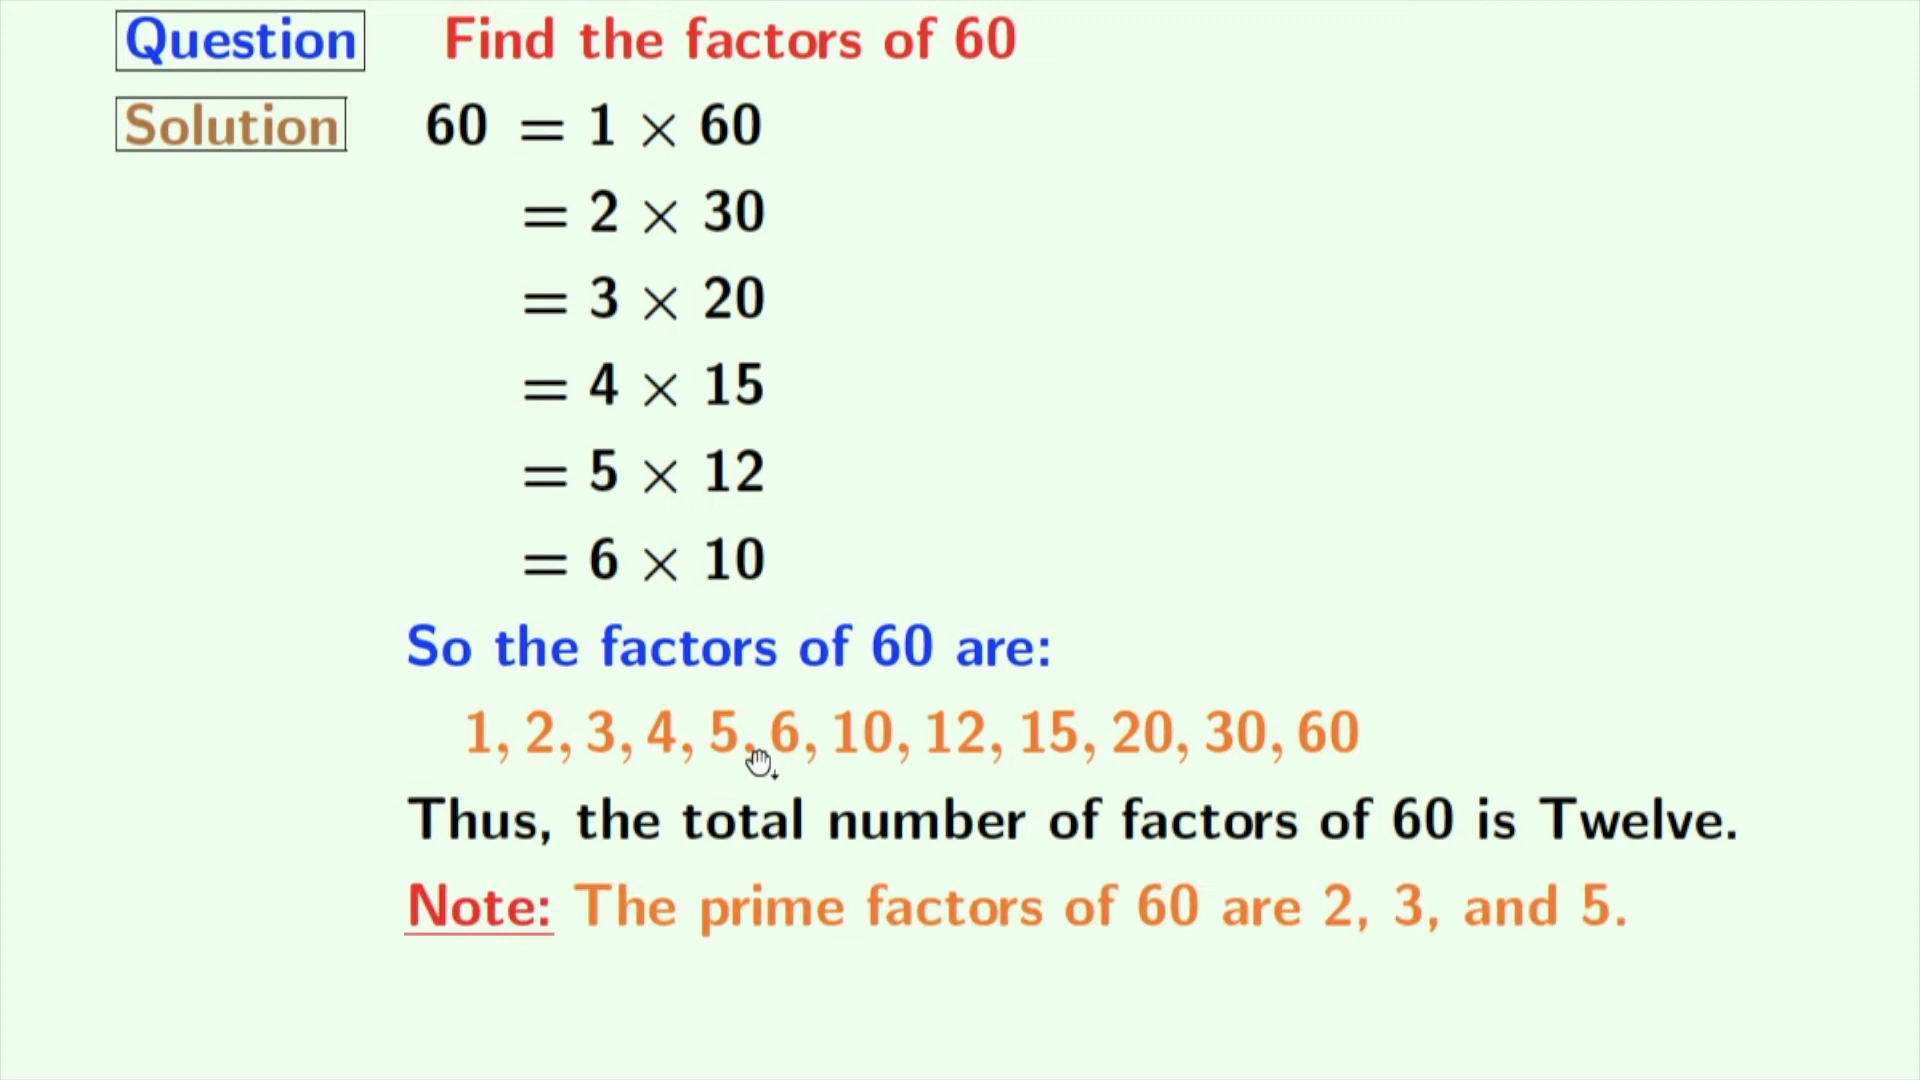 Question Find the factors of 60
Solution 60 = 1 × 60
= 2 × 30
= 3 × 20
= 4 × 15
= 5 × 12
= 6 × 10
So the factors of 60 are:
1, 2, 3, 4, 5, 6, 10, 12, 15, 20, 30, 60
Thus, the total number of factors of 60 is Twelve.
Note: The prime factors of 60 are 2, 3, and 5.